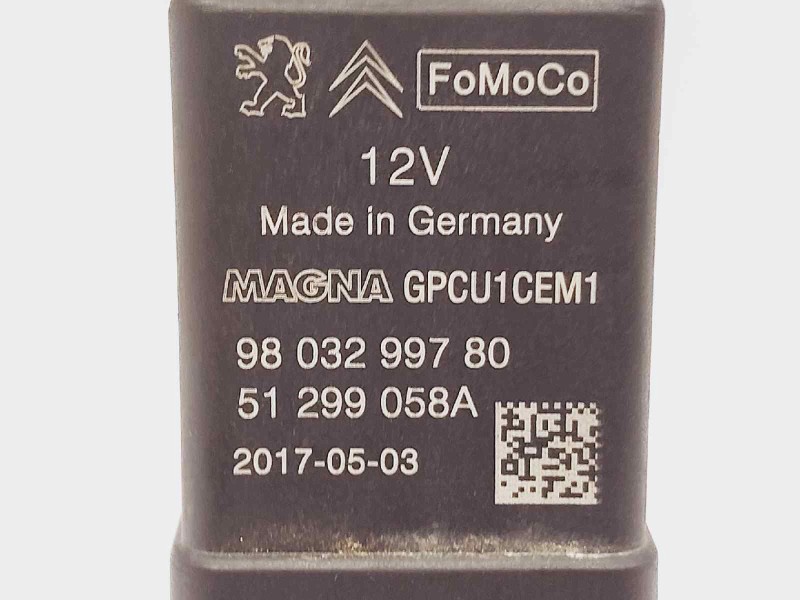 FoMoCo
12V
Made in Germany
MAGNA GPCU1CEM1
98 032 997 80
51 299 058A
2017-05-03